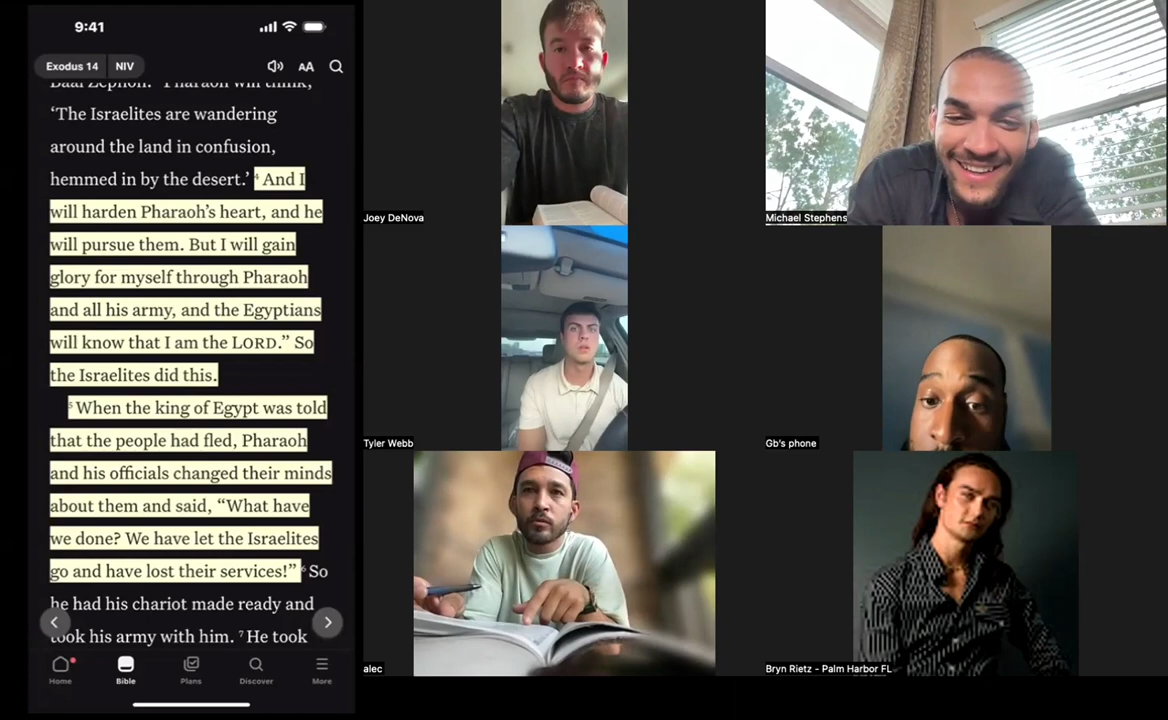 9:41
Exodus 14 NIV
AA
Baal Zephon. Pharaoh will think,
‘The Israelites are wandering
around the land in confusion,
hemmed in by the desert.’ 4 And I
will harden Pharaoh’s heart, and he
will pursue them. But I will gain
glory for myself through Pharaoh
and all his army, and the Egyptians
will know that I am the LORD.” So
the Israelites did this.
5 When the king of Egypt was told
that the people had fled, Pharaoh
and his officials changed their minds
about them and said, “What have
we done? We have let the Israelites
go and have lost their services!” 6 So
he had his chariot made ready and
took his army with him. 7 He took
Home Bible Plans Discover More
Joey DeNova
Michael Stephens
Tyler Webb
Gb's phone
alec
Bryn Rietz - Palm Harbor FL